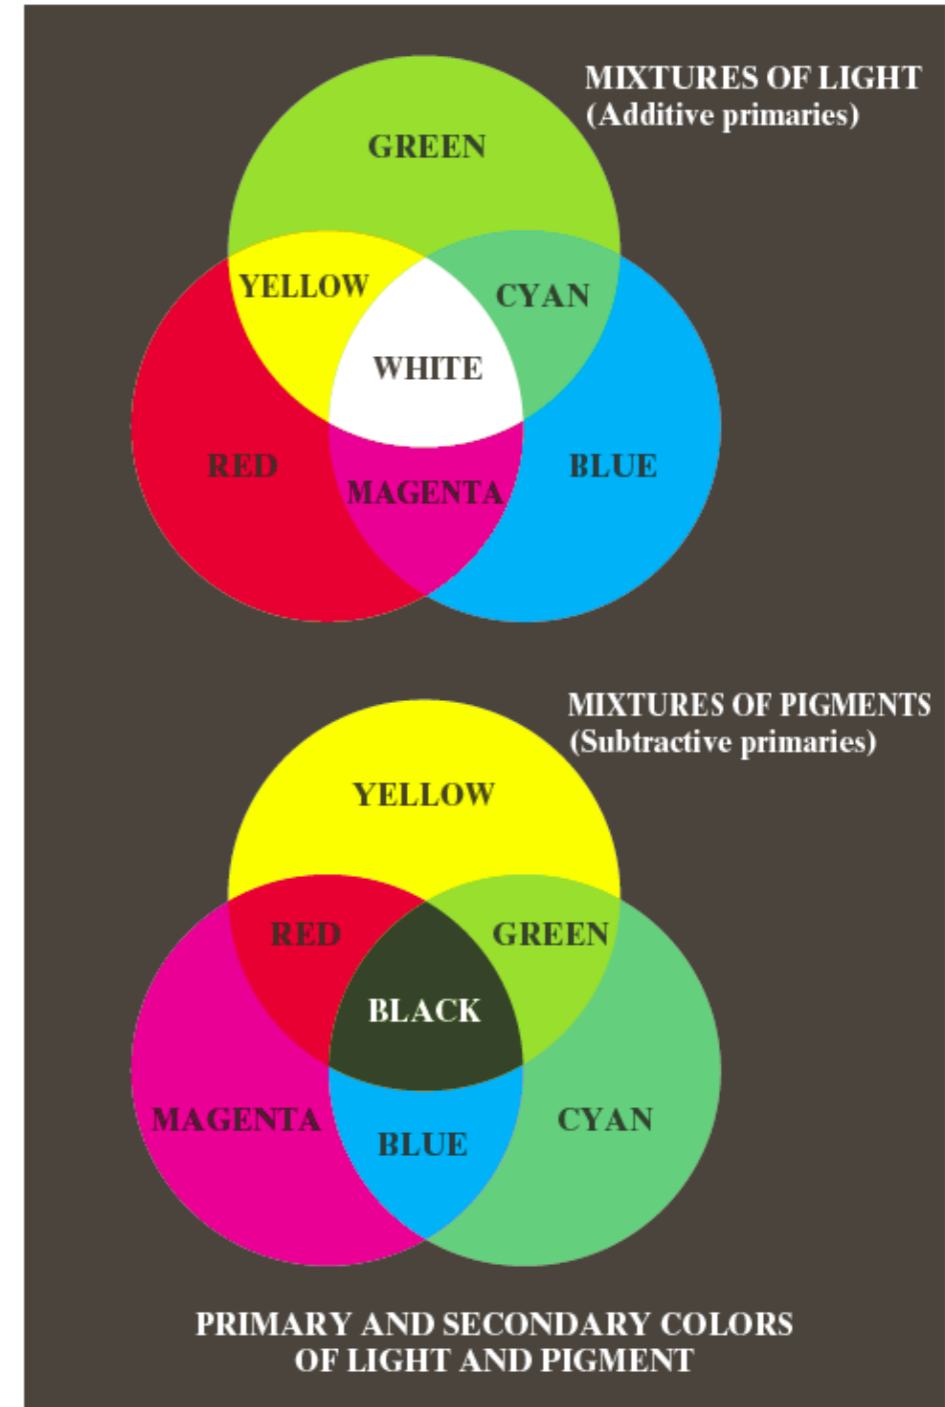 MIXTURES OF LIGHT
(Additive primaries)
GREEN
YELLOW
CYAN
WHITE
RED
BLUE
MAGENTA
MIXTURES OF PIGMENTS
(Subtractive primaries)
YELLOW
RED
GREEN
BLACK
MAGENTA
CYAN
BLUE
PRIMARY AND SECONDARY COLORS
OF LIGHT AND PIGMENT